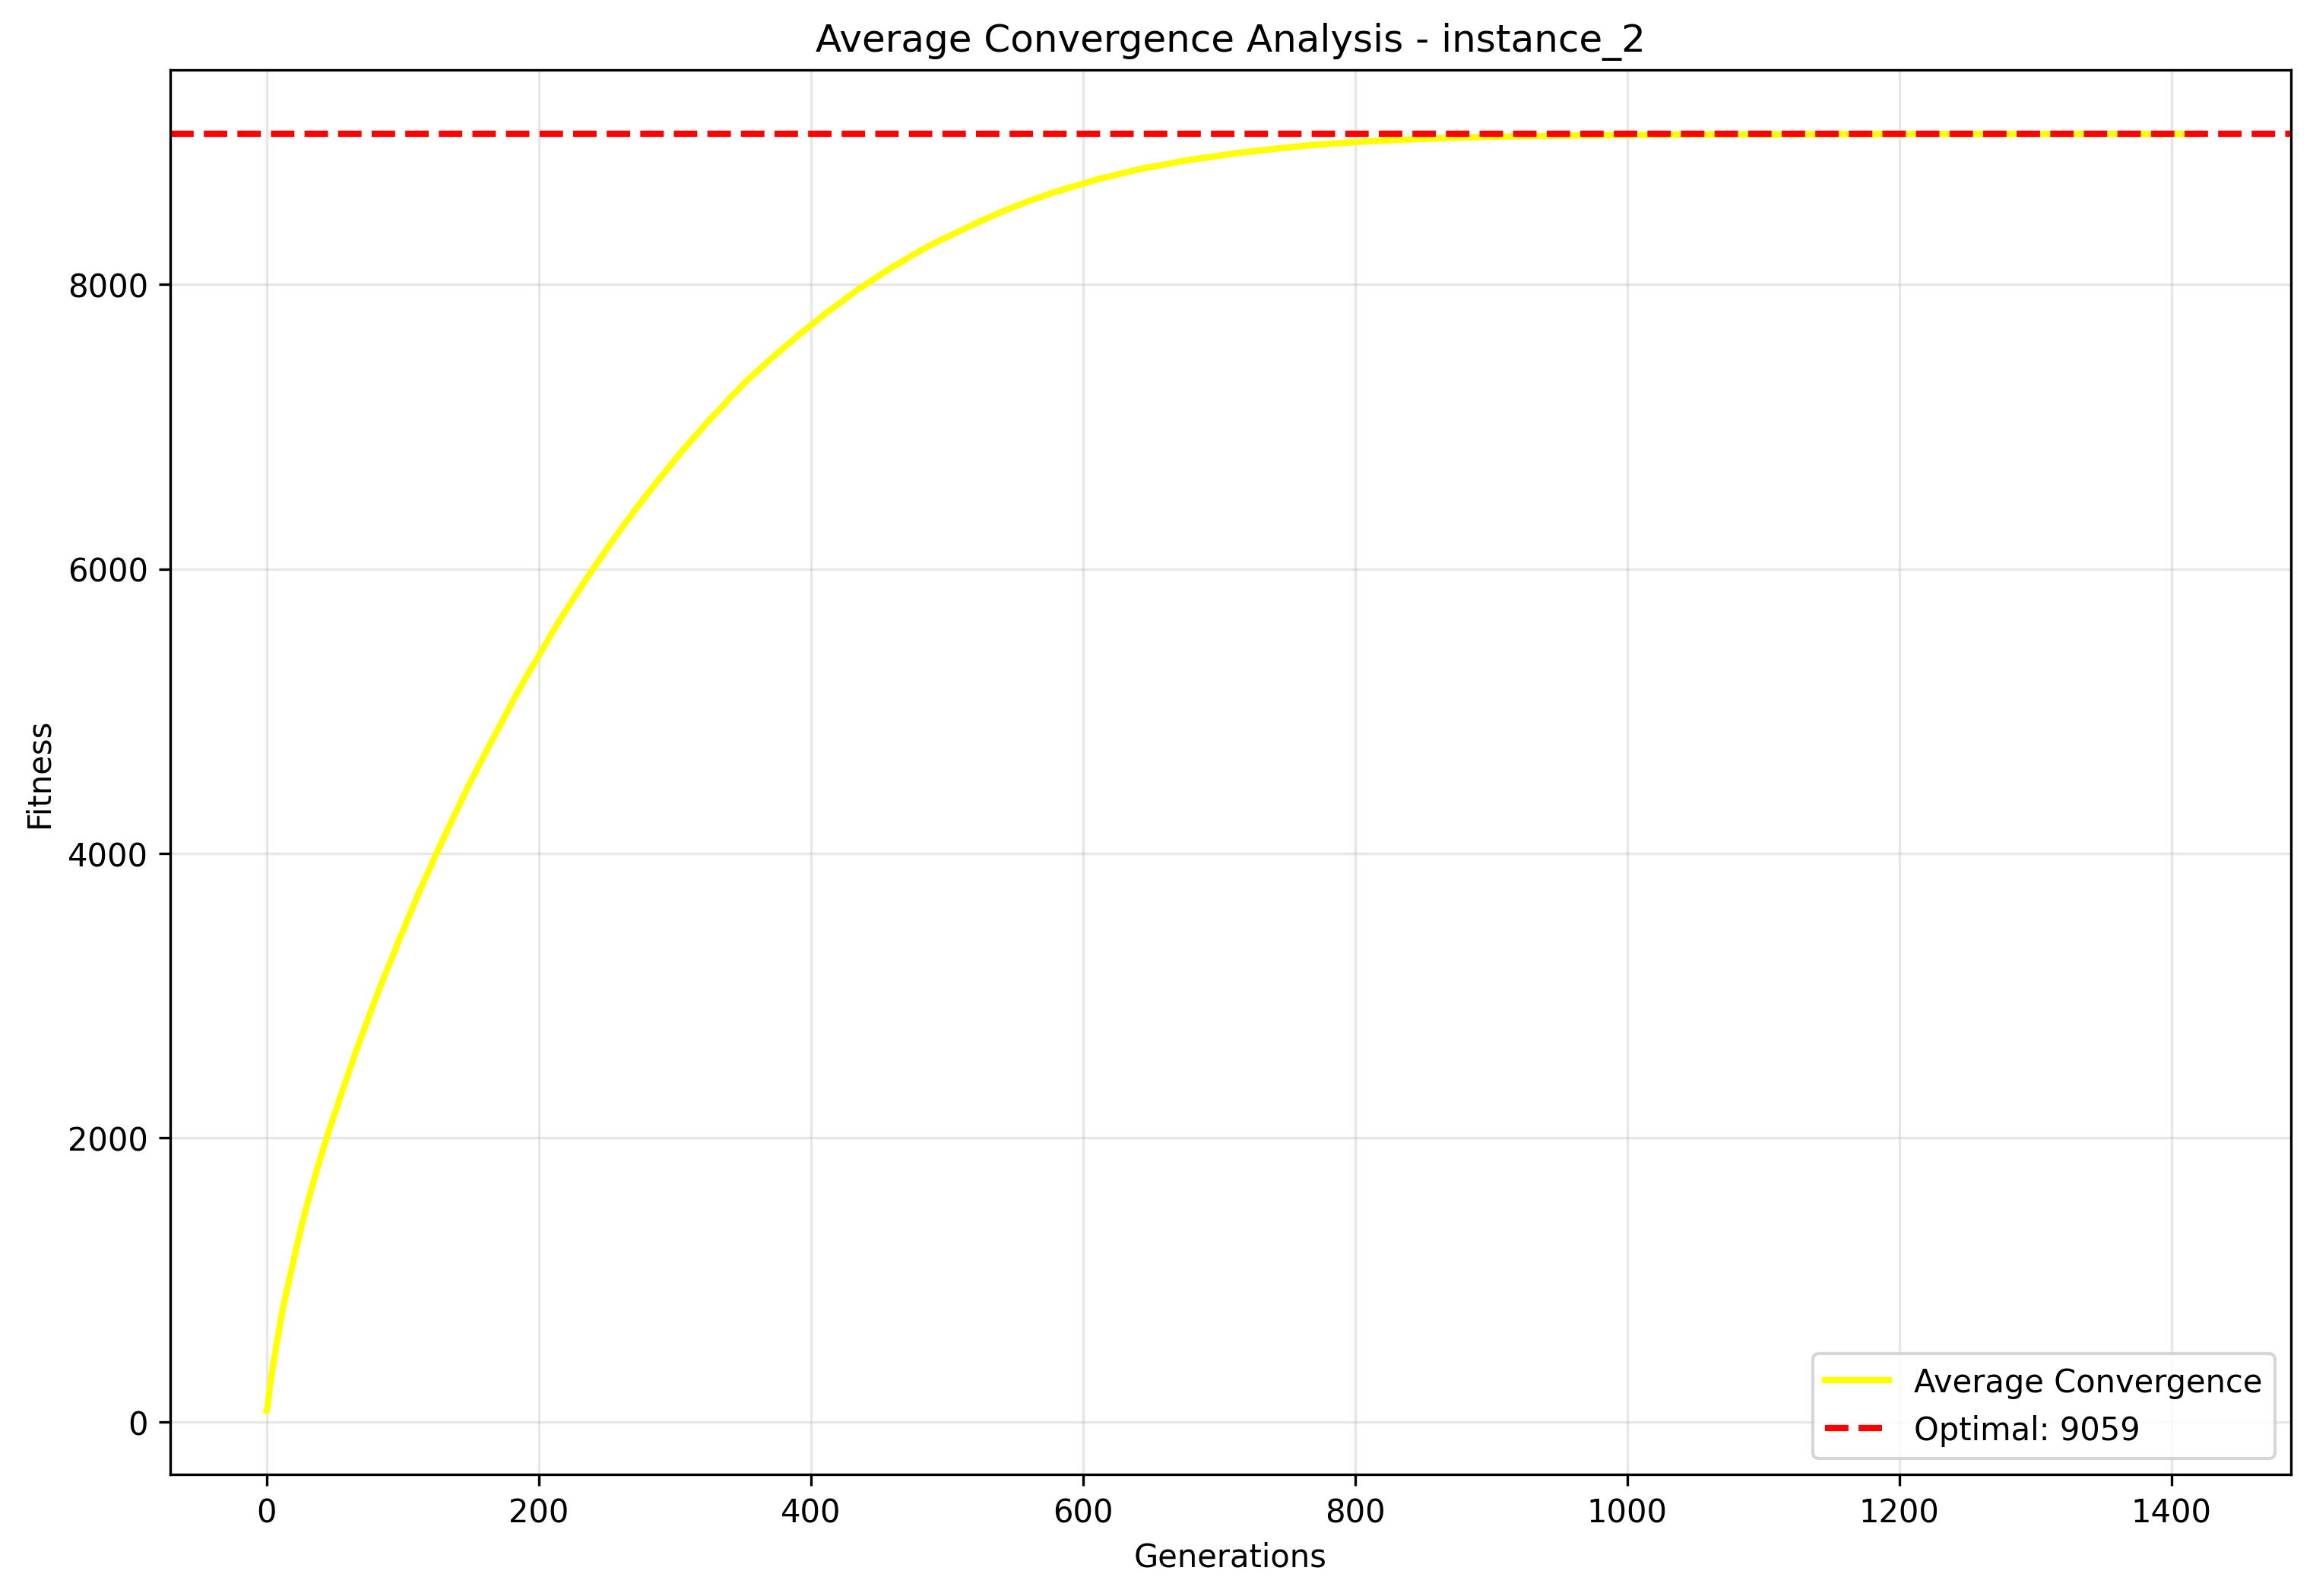 Average Convergence Analysis - instance_2
Fitness
8000
6000
4000
2000
0
0 200 400 600 800 1000 1200 1400
Generations
Average Convergence
Optimal: 9059